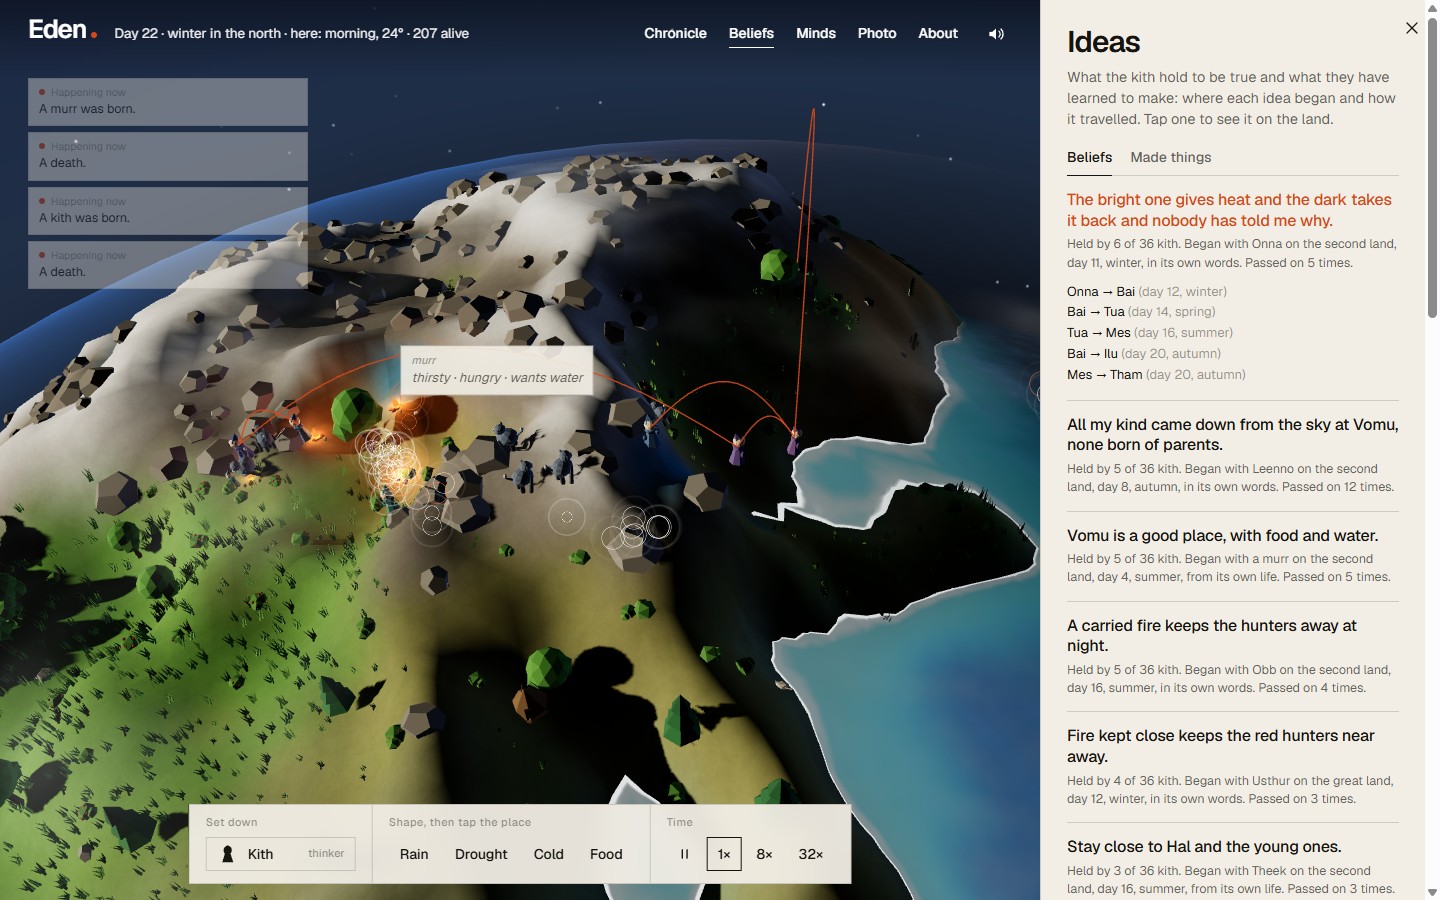 Eden.
Day 22 · winter in the north · here: morning, 24° · 207 alive
Chronicle Beliefs Minds Photo About
Happening now
A murr was born.
Happening now
A death.
Happening now
A kith was born.
Happening now
A death.
murr
thirsty · hungry · wants water
Set down
Kith thinker
Shape, then tap the place
Rain Drought Cold Food
Time
1× 8× 32×
Ideas
What the kith hold to be true and what they have
learned to make: where each idea began and how
it travelled. Tap one to see it on the land.
Beliefs Made things
The bright one gives heat and the dark takes
it back and nobody has told me why.
Held by 6 of 36 kith. Began with Onna on the second land,
day 11, winter, in its own words. Passed on 5 times.
Onna → Bai (day 12, winter)
Bai → Tua (day 14, spring)
Tua → Mes (day 16, summer)
Bai → Ilu (day 20, autumn)
Mes → Tham (day 20, autumn)
All my kind came down from the sky at Vomu,
none born of parents.
Held by 5 of 36 kith. Began with Leenno on the second
land, day 8, autumn, in its own words. Passed on 12 times.
Vomu is a good place, with food and water.
Held by 5 of 36 kith. Began with a murr on the second
land, day 4, summer, from its own life. Passed on 5 times.
A carried fire keeps the hunters away at
night.
Held by 5 of 36 kith. Began with Obb on the second land,
day 16, summer, in its own words. Passed on 4 times.
Fire kept close keeps the red hunters near
away.
Held by 4 of 36 kith. Began with Usthur on the great land,
day 12, winter, in its own words. Passed on 3 times.
Stay close to Hal and the young ones.
Held by 3 of 36 kith. Began with Theek on the second
land, day 16, summer, from its own life. Passed on 3 times.